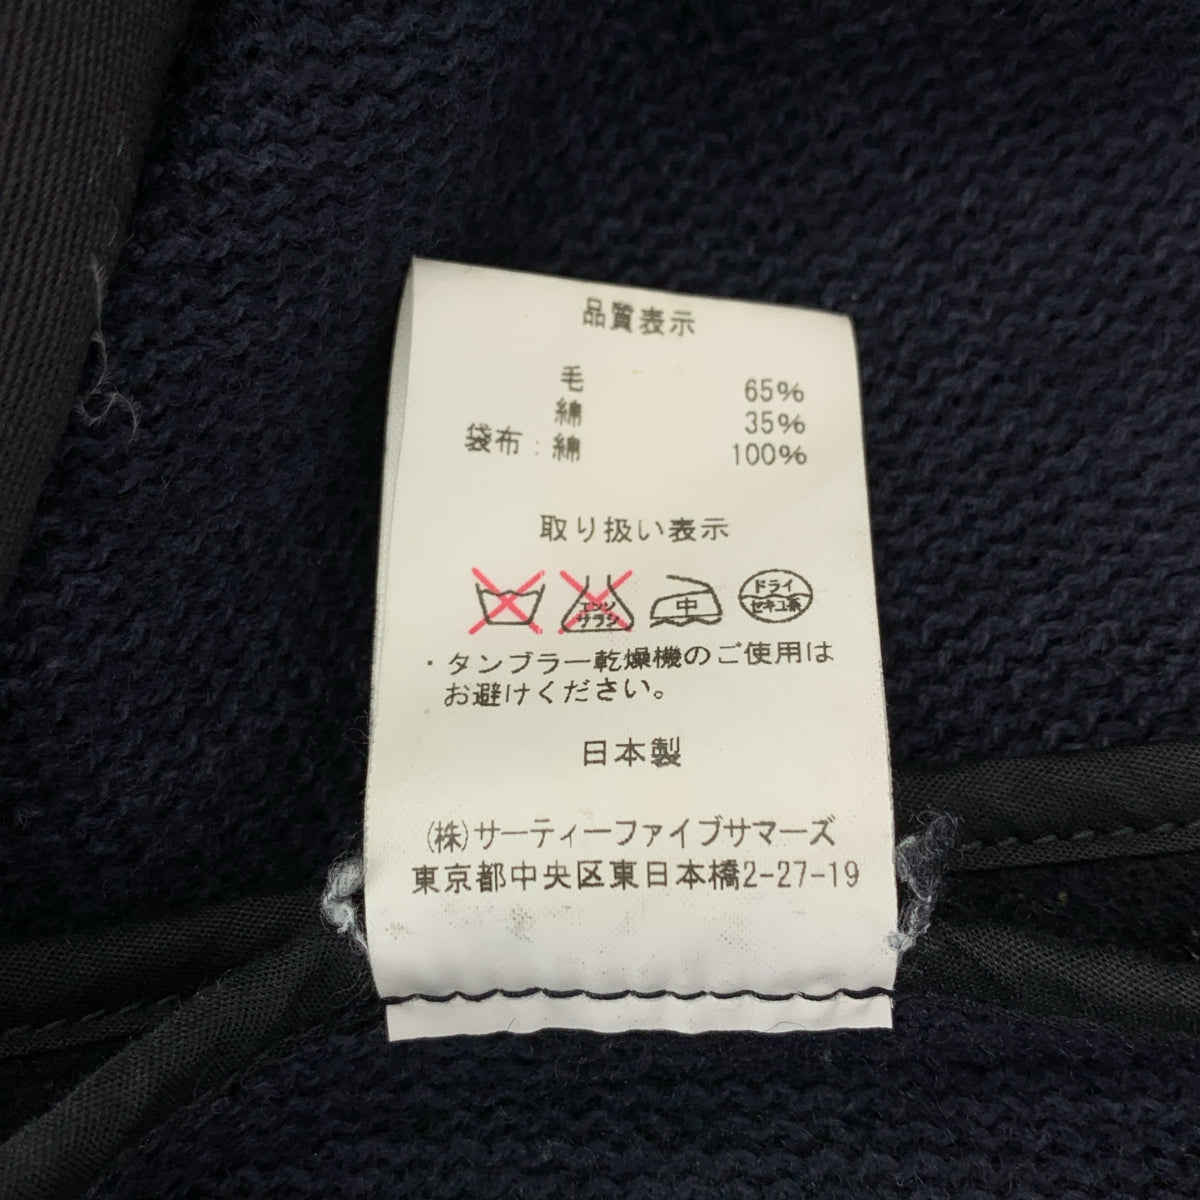 品質表示
毛 65%
綿 35%
袋布：綿 100%
取り扱い表示
エンソ サラシ 中 ドライ セキユ系
・タンブラー乾燥機のご使用は
お避けください。
日本製
(株)サーティーファイブサマーズ
東京都中央区東日本橋2-27-19